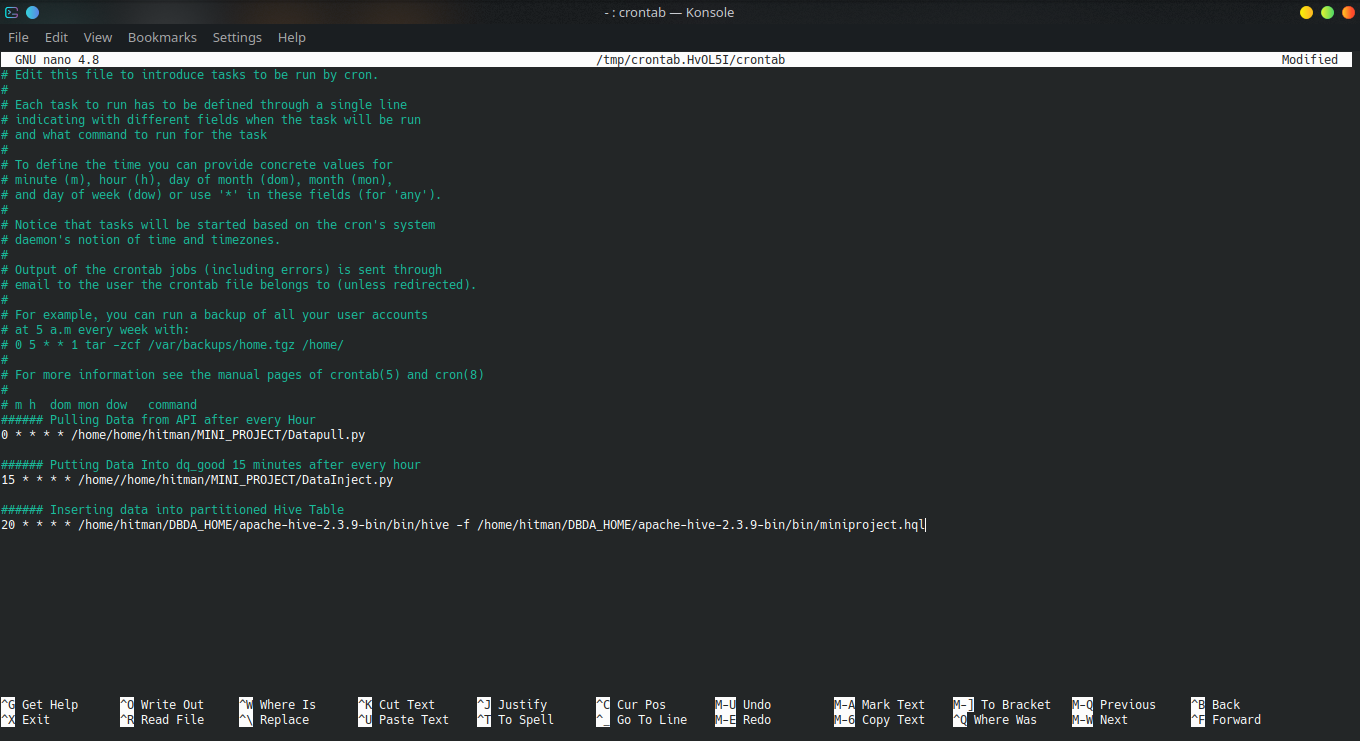 - : crontab — Konsole
File Edit View Bookmarks Settings Help
GNU nano 4.8 /tmp/crontab.HvOL5I/crontab Modified
# Edit this file to introduce tasks to be run by cron.
#
# Each task to run has to be defined through a single line
# indicating with different fields when the task will be run
# and what command to run for the task
#
# To define the time you can provide concrete values for
# minute (m), hour (h), day of month (dom), month (mon),
# and day of week (dow) or use '*' in these fields (for 'any').
#
# Notice that tasks will be started based on the cron's system
# daemon's notion of time and timezones.
#
# Output of the crontab jobs (including errors) is sent through
# email to the user the crontab file belongs to (unless redirected).
#
# For example, you can run a backup of all your user accounts
# at 5 a.m every week with:
# 0 5 * * 1 tar -zcf /var/backups/home.tgz /home/
#
# For more information see the manual pages of crontab(5) and cron(8)
#
# m h  dom mon dow   command
###### Pulling Data from API after every Hour
0 * * * * /home/home/hitman/MINI_PROJECT/Datapull.py
###### Putting Data Into dq_good 15 minutes after every hour
15 * * * * /home//home/hitman/MINI_PROJECT/DataInject.py
###### Inserting data into partitioned Hive Table
20 * * * * /home/hitman/DBDA_HOME/apache-hive-2.3.9-bin/bin/hive -f /home/hitman/DBDA_HOME/apache-hive-2.3.9-bin/bin/miniproject.hql
^G Get Help ^O Write Out ^W Where Is ^K Cut Text ^J Justify ^C Cur Pos M-U Undo M-A Mark Text M-] To Bracket M-Q Previous ^B Back
^X Exit ^R Read File ^\ Replace ^U Paste Text ^T To Spell ^_ Go To Line M-E Redo M-6 Copy Text ^Q Where Was M-W Next ^F Forward